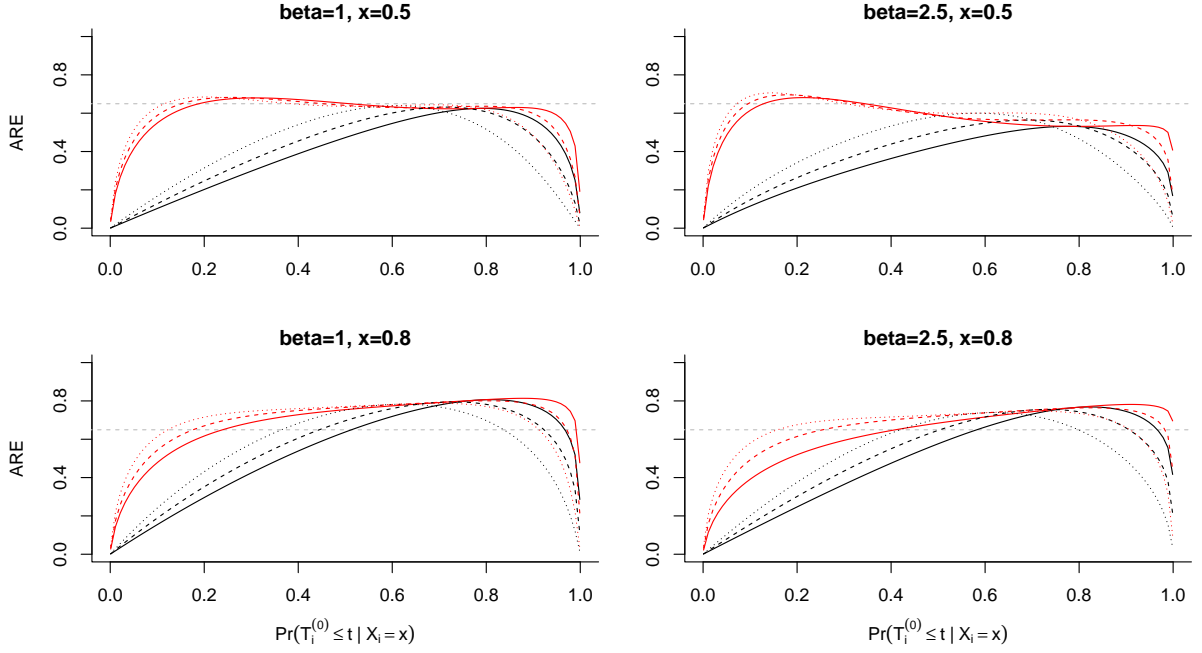 beta=1, x=0.5
ARE
0.0 0.4 0.8
0.0 0.2 0.4 0.6 0.8 1.0
beta=2.5, x=0.5
0.0 0.4 0.8
0.0 0.2 0.4 0.6 0.8 1.0
beta=1, x=0.8
ARE
0.0 0.4 0.8
0.0 0.2 0.4 0.6 0.8 1.0
Pr(T_i^{(0)} ≤ t | X_i = x)
beta=2.5, x=0.8
0.0 0.4 0.8
0.0 0.2 0.4 0.6 0.8 1.0
Pr(T_i^{(0)} ≤ t | X_i = x)